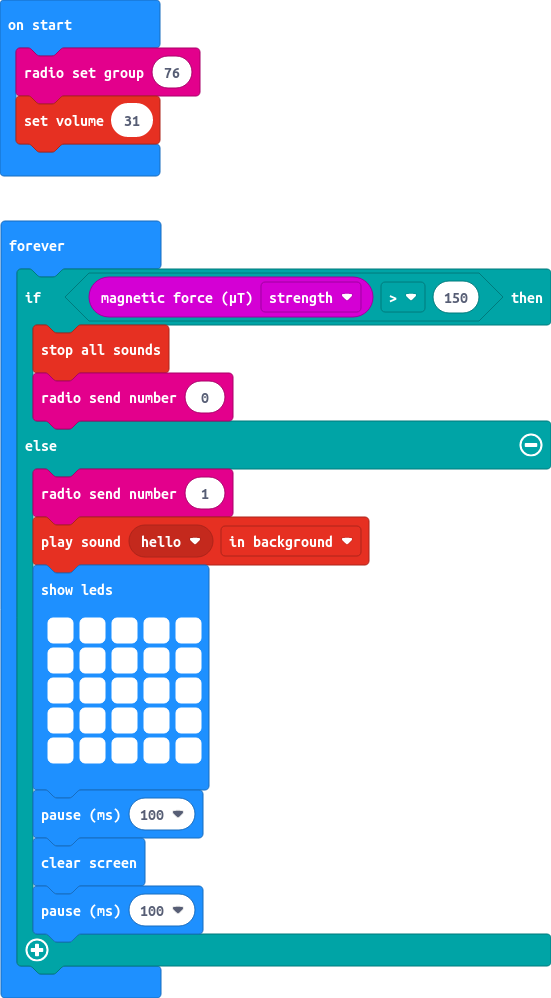 on start
radio set group 76
set volume 31
forever
if magnetic force (µT) strength > 150 then
stop all sounds
radio send number 0
else
radio send number 1
play sound hello in background
show leds
pause (ms) 100
clear screen
pause (ms) 100